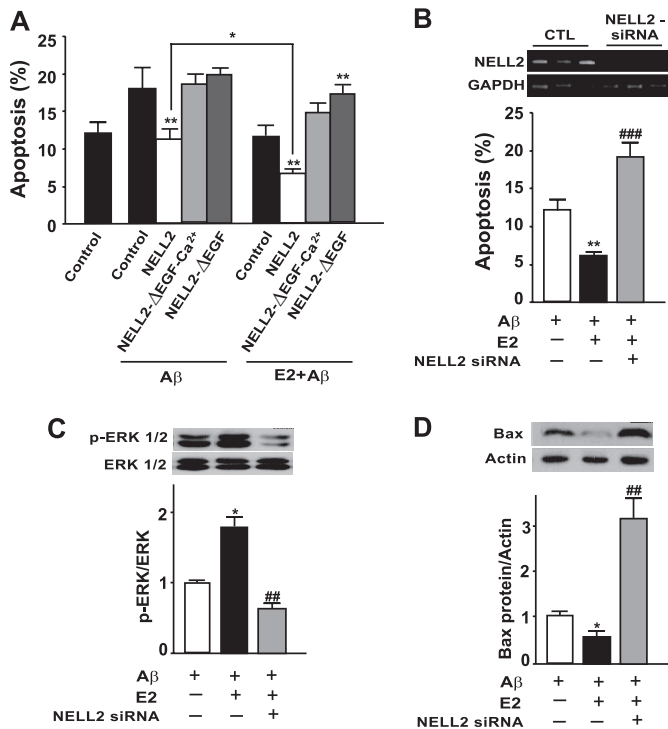 A
Apoptosis (%)
25
20
15
10
5
0
*
**
**
**
Control
Control
NELL2
NELL2-ΔEGF-Ca²⁺
NELL2-ΔEGF
Control
NELL2
NELL2-ΔEGF-Ca²⁺
NELL2-ΔEGF
Aβ
E2+Aβ
B
CTL
NELL2 -
siRNA
NELL2
GAPDH
Apoptosis (%)
25
20
15
10
5
0
**
###
Aβ + + +
E2 – + +
NELL2 siRNA – – +
C
p-ERK 1/2
ERK 1/2
p-ERK/ERK
2
1
0
*
##
Aβ + + +
E2 – + +
NELL2 siRNA – – +
D
Bax
Actin
Bax protein/Actin
3
2
1
0
*
##
Aβ + + +
E2 – + +
NELL2 siRNA – – +